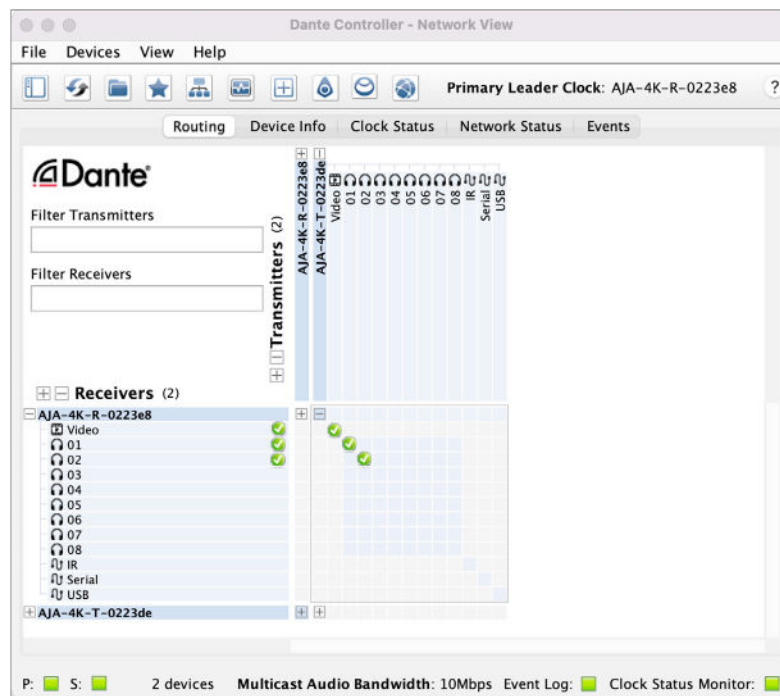 Dante Controller - Network View
File Devices View Help
Primary Leader Clock: AJA-4K-R-0223e8 ?
Routing Device Info Clock Status Network Status Events
Dante
Filter Transmitters
Filter Receivers
Transmitters (2)
AJA-4K-R-0223e8
AJA-4K-T-0223de
Video
01
02
03
04
05
06
07
08
IR
Serial
USB
Receivers (2)
AJA-4K-R-0223e8
Video
01
02
03
04
05
06
07
08
IR
Serial
USB
AJA-4K-T-0223de
P: S: 2 devices Multicast Audio Bandwidth: 10Mbps Event Log: Clock Status Monitor: